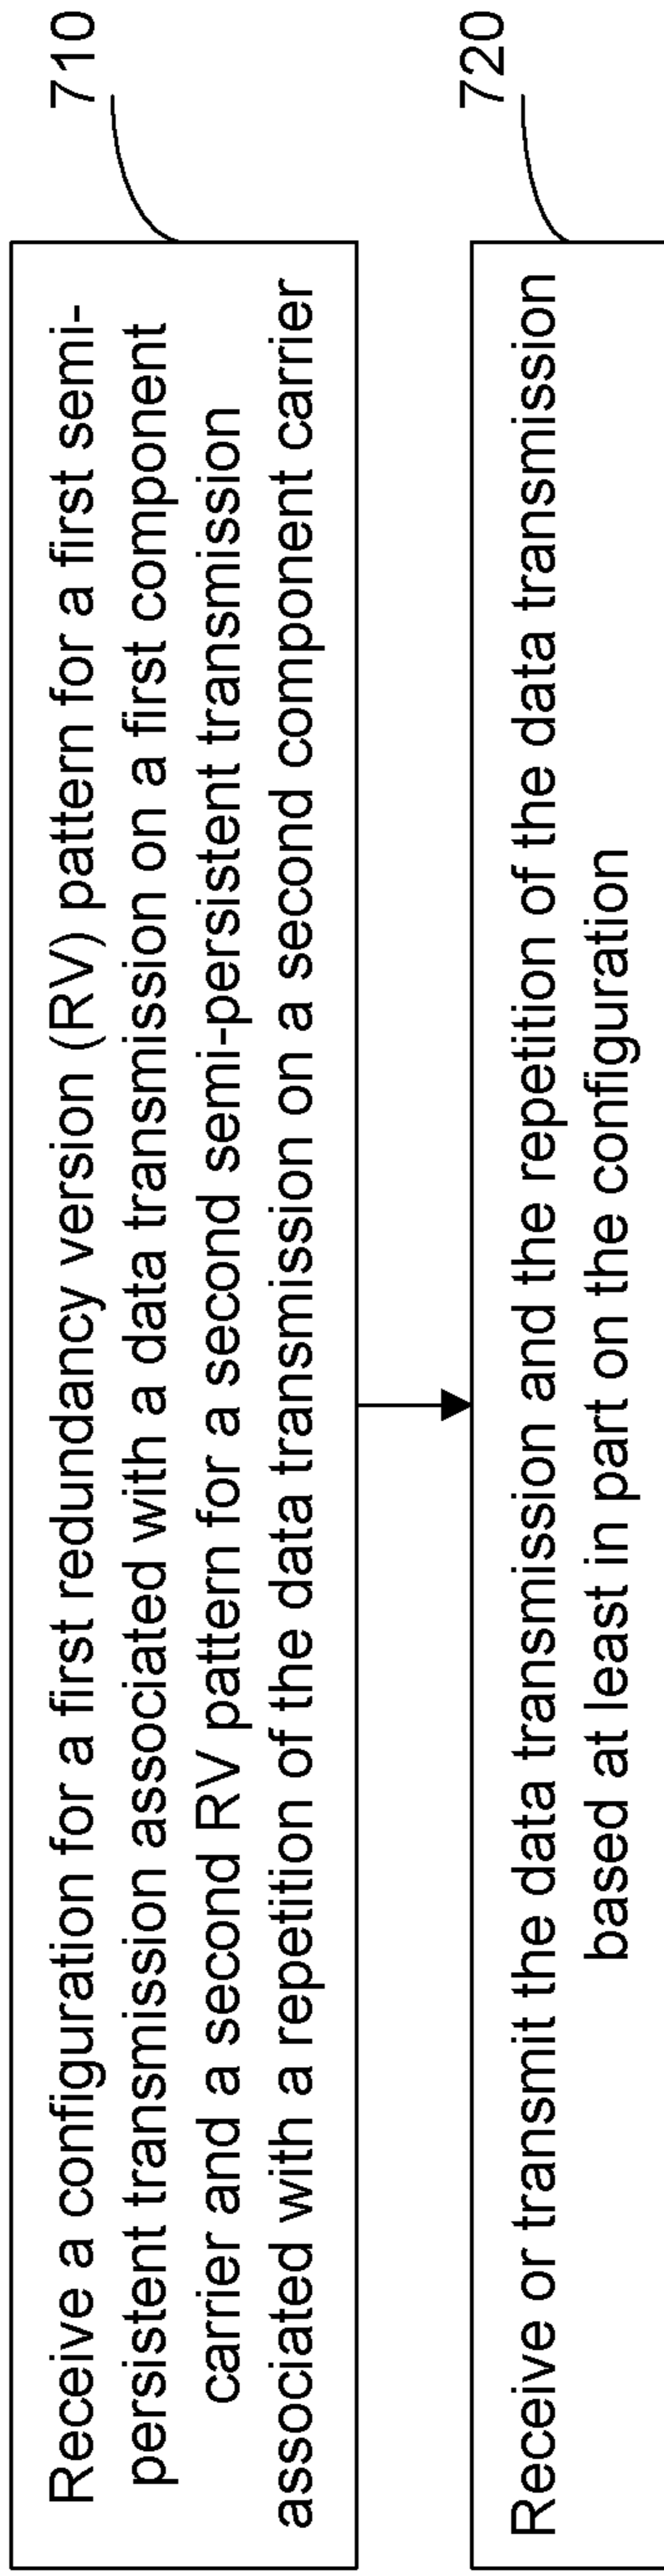 710
Receive a configuration for a first redundancy version (RV) pattern for a first semi-
persistent transmission associated with a data transmission on a first component
carrier and a second RV pattern for a second semi-persistent transmission
associated with a repetition of the data transmission on a second component carrier
720
Receive or transmit the data transmission and the repetition of the data transmission
based at least in part on the configuration